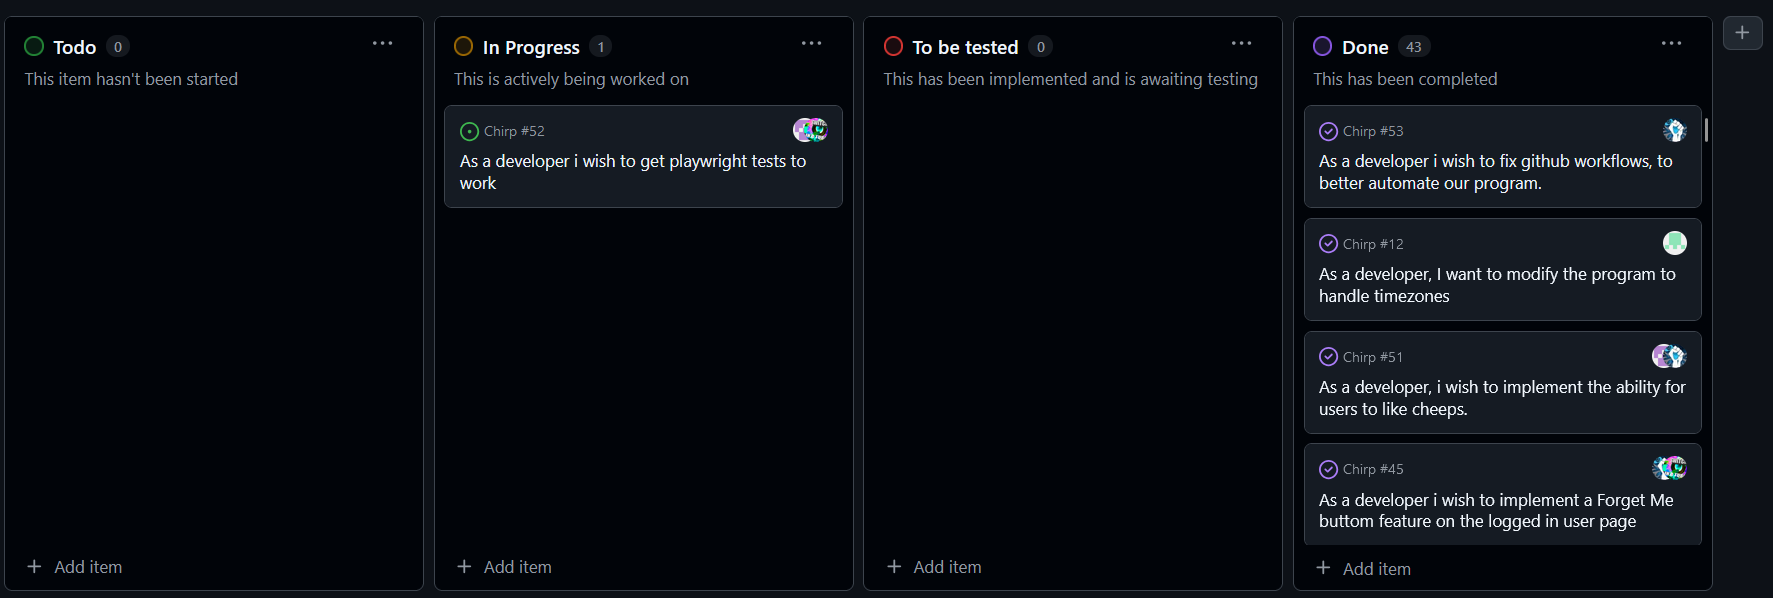 Todo 0
This item hasn't been started
Add item
In Progress 1
This is actively being worked on
Chirp #52
As a developer i wish to get playwright tests to
work
Add item
To be tested 0
This has been implemented and is awaiting testing
Add item
Done 43
This has been completed
Chirp #53
As a developer i wish to fix github workflows, to
better automate our program.
Chirp #12
As a developer, I want to modify the program to
handle timezones
Chirp #51
As a developer, i wish to implement the ability for
users to like cheeps.
Chirp #45
As a developer i wish to implement a Forget Me
buttom feature on the logged in user page
Add item